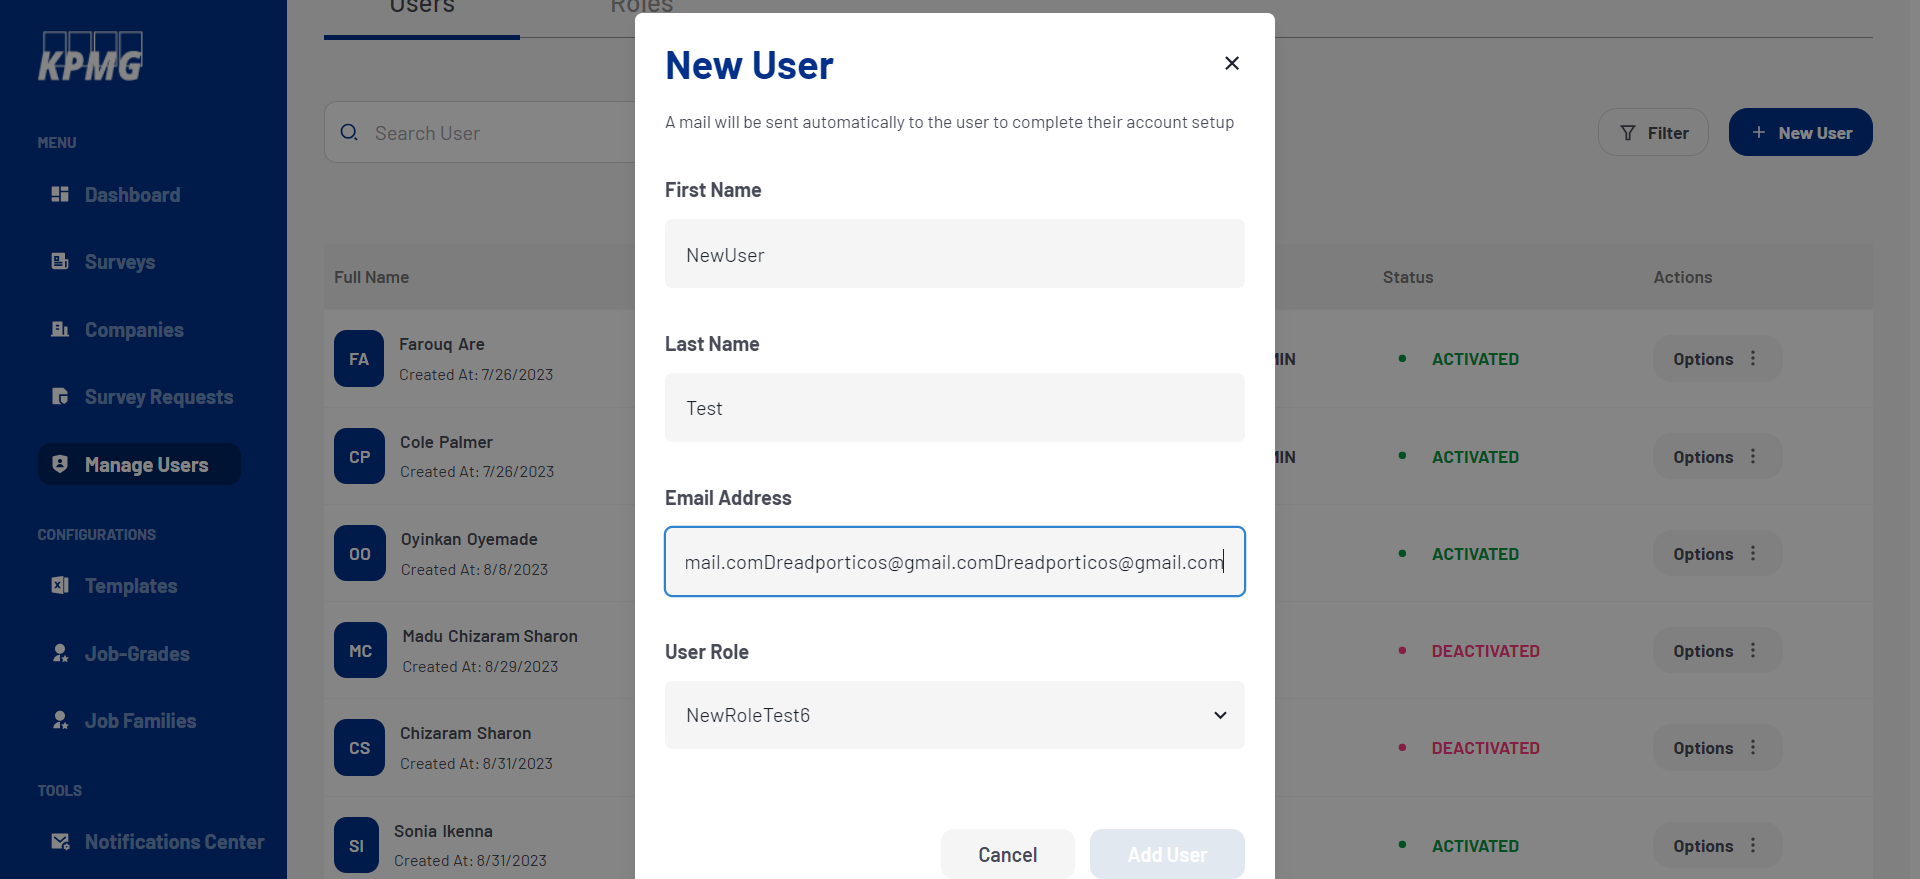 Users
Roles
KPMG
New User
A mail will be sent automatically to the user to complete their account setup
MENU
Search User
Filter
+ New User
Dashboard
First Name
NewUser
Surveys
Full Name
Status
Actions
Companies
FA
Farouq Are
Created At: 7/26/2023
MIN
ACTIVATED
Options
Last Name
Test
Survey Requests
CP
Cole Palmer
Created At: 7/26/2023
MIN
ACTIVATED
Options
Manage Users
Email Address
mail.comDreadporticos@gmail.comDreadporticos@gmail.com
CONFIGURATIONS
OO
Oyinkan Oyemade
Created At: 8/8/2023
ACTIVATED
Options
Templates
User Role
NewRoleTest6
MC
Madu Chizaram Sharon
Created At: 8/29/2023
DEACTIVATED
Options
Job-Grades
Job Families
CS
Chizaram Sharon
Created At: 8/31/2023
DEACTIVATED
Options
TOOLS
Notifications Center
SI
Sonia Ikenna
Created At: 8/31/2023
ACTIVATED
Options
Cancel
Add User